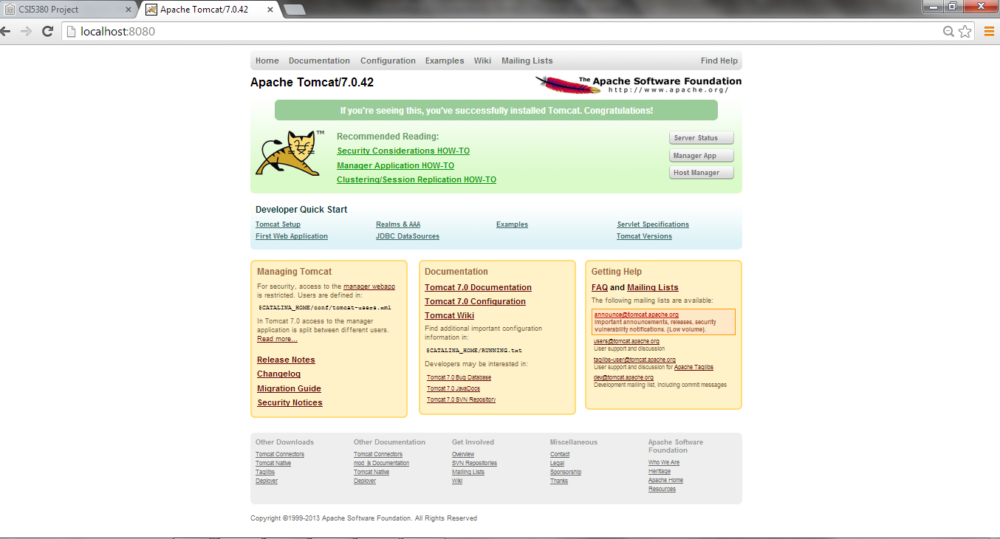 CSI5380 Project
Apache Tomcat/7.0.42
localhost:8080
Home Documentation Configuration Examples Wiki Mailing Lists Find Help
Apache Tomcat/7.0.42
The Apache Software Foundation
http://www.apache.org/
If you're seeing this, you've successfully installed Tomcat. Congratulations!
TM
Recommended Reading:
Security Considerations HOW-TO
Manager Application HOW-TO
Clustering/Session Replication HOW-TO
Server Status
Manager App
Host Manager
Developer Quick Start
Tomcat Setup
First Web Application
Realms & AAA
JDBC DataSources
Examples
Servlet Specifications
Tomcat Versions
Managing Tomcat
For security, access to the manager webapp
is restricted. Users are defined in:
$CATALINA_HOME/conf/tomcat-users.xml
In Tomcat 7.0 access to the manager
application is split between different users.
Read more...
Release Notes
Changelog
Migration Guide
Security Notices
Documentation
Tomcat 7.0 Documentation
Tomcat 7.0 Configuration
Tomcat Wiki
Find additional important configuration
information in:
$CATALINA_HOME/RUNNING.txt
Developers may be interested in:
Tomcat 7.0 Bug Database
Tomcat 7.0 JavaDocs
Tomcat 7.0 SVN Repository
Getting Help
FAQ and Mailing Lists
The following mailing lists are available:
announce@tomcat.apache.org
Important announcements, releases, security
vulnerability notifications. (Low volume).
users@tomcat.apache.org
User support and discussion
taglibs-user@tomcat.apache.org
User support and discussion for Apache Taglibs
dev@tomcat.apache.org
Development mailing list, including commit messages
Other Downloads
Tomcat Connectors
Tomcat Native
Taglibs
Deployer
Other Documentation
Tomcat Connectors
mod_jk Documentation
Tomcat Native
Deployer
Get Involved
Overview
SVN Repositories
Mailing Lists
Wiki
Miscellaneous
Contact
Legal
Sponsorship
Thanks
Apache Software
Foundation
Who We Are
Heritage
Apache Home
Resources
Copyright ©1999-2013 Apache Software Foundation. All Rights Reserved